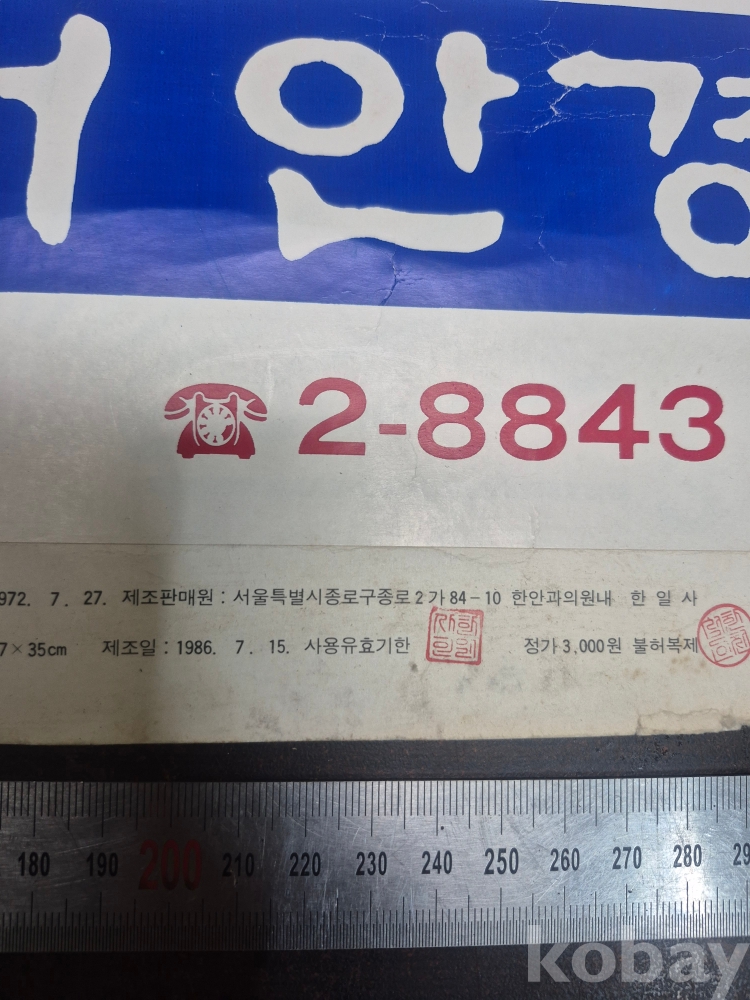 안경
☎ 2-8843
972. 7. 27. 제조판매원 : 서울특별시종로구종로2가84-10 한안과의원내 한일사
7×35cm 제조일 : 1986. 7. 15. 사용유효기한 정가 3,000원 불허복제
180 190 200 210 220 230 240 250 260 270 280 29
kobay